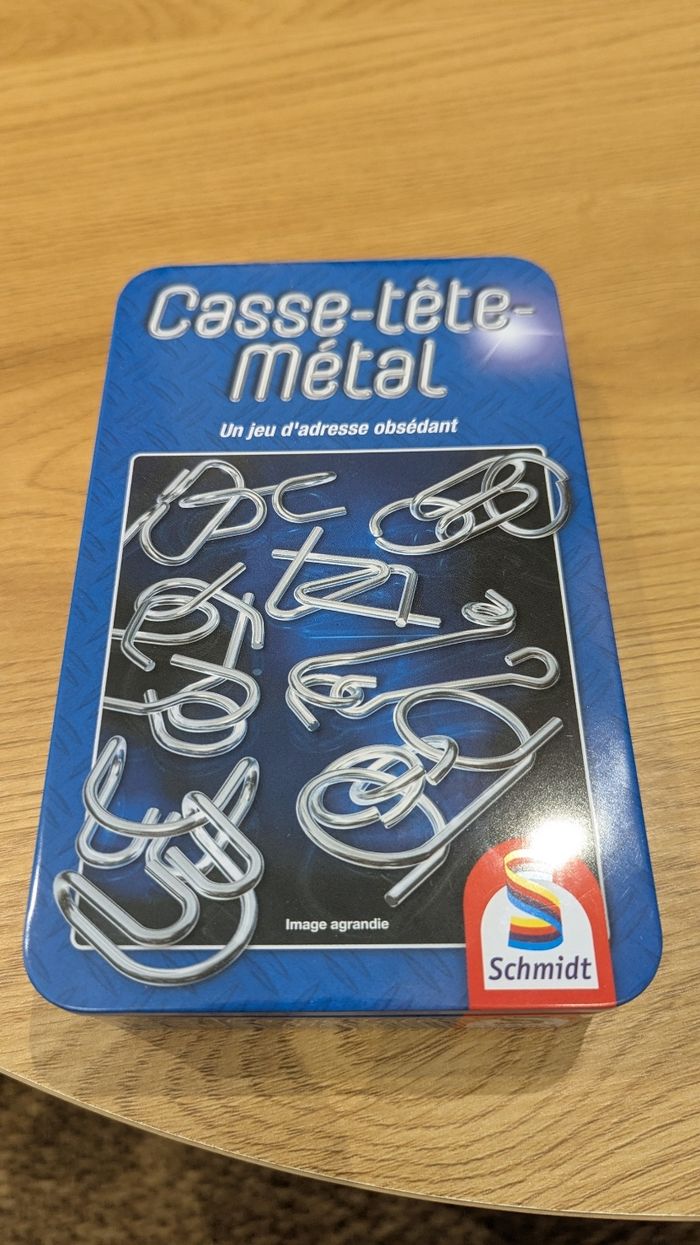 Casse-tête-
Métal
Un jeu d'adresse obsédant
Image agrandie
Schmidt